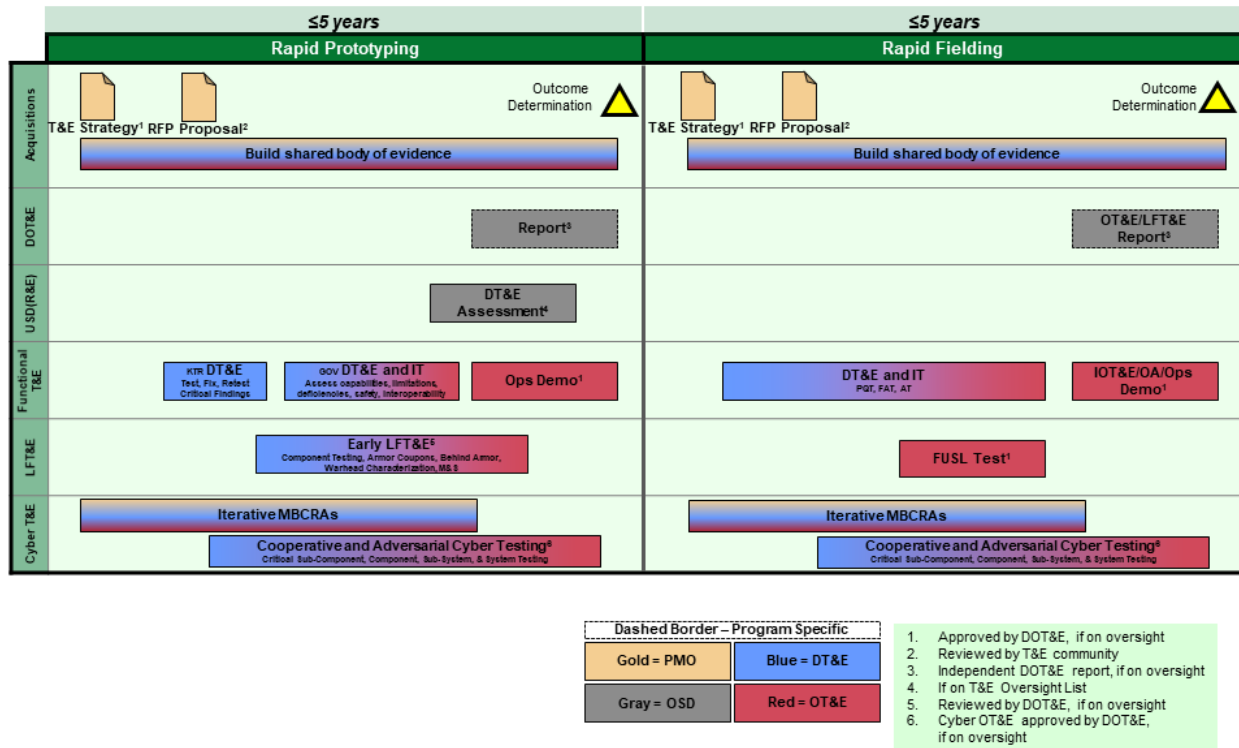 ≤5 years
≤5 years
Rapid Prototyping
Rapid Fielding
Acquisitions
T&E Strategy¹
RFP Proposal²
Outcome
Determination
Build shared body of evidence
T&E Strategy¹
RFP Proposal²
Outcome
Determination
Build shared body of evidence
DOT&E
Report³
OT&E/LFT&E
Report³
USD(R&E)
DT&E
Assessment⁴
Functional
T&E
KTR DT&E
Test, Fix, Retest
Critical Findings
GOV DT&E and IT
Assess capabilities, limitations,
deficiencies, safety, interoperability
Ops Demo¹
DT&E and IT
PQT, FAT, AT
IOT&E/OA/Ops
Demo¹
LFT&E
Early LFT&E⁵
Component Testing, Armor Coupons, Behind Armor,
Warhead Characterization, M&S
FUSL Test¹
Cyber T&E
Iterative MBCRAs
Cooperative and Adversarial Cyber Testing⁶
Critical Sub-Component, Component, Sub-System, & System Testing
Iterative MBCRAs
Cooperative and Adversarial Cyber Testing⁶
Critical Sub-Component, Component, Sub-System, & System Testing
Dashed Border – Program Specific
Gold = PMO
Blue = DT&E
Gray = OSD
Red = OT&E
1. Approved by DOT&E, if on oversight
2. Reviewed by T&E community
3. Independent DOT&E report, if on oversight
4. If on T&E Oversight List
5. Reviewed by DOT&E, if on oversight
6. Cyber OT&E approved by DOT&E,
if on oversight